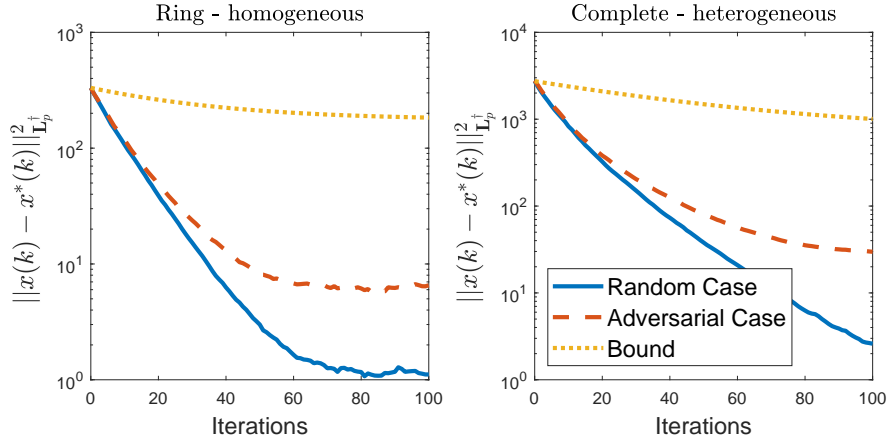 Ring - homogeneous
10^3
10^2
10^1
10^0
0 20 40 60 80 100
Iterations
||x(k) − x*(k)||²_{L_p^†}
Complete - heterogeneous
10^4
10^3
10^2
10^1
10^0
0 20 40 60 80 100
Iterations
||x(k) − x*(k)||²_{L_p^†}
Random Case
Adversarial Case
Bound